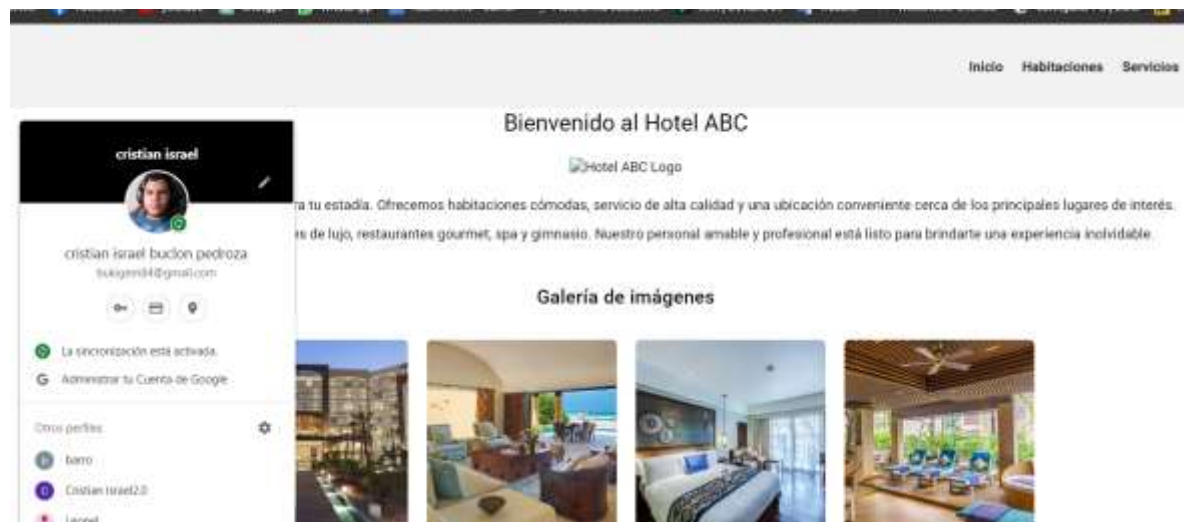 Inicio Habitaciones Servicios
Bienvenido al Hotel ABC
Hotel ABC Logo
ra tu estadía. Ofrecemos habitaciones cómodas, servicio de alta calidad y una ubicación conveniente cerca de los principales lugares de interés.
es de lujo, restaurantes gourmet, spa y gimnasio. Nuestro personal amable y profesional está listo para brindarte una experiencia inolvidable.
Galería de imágenes
cristian israel
cristian israel buclon pedroza
La sincronización está activada.
Administrar tu Cuenta de Google
Otros perfiles
barro
Cristian Israel2.0
Leonel